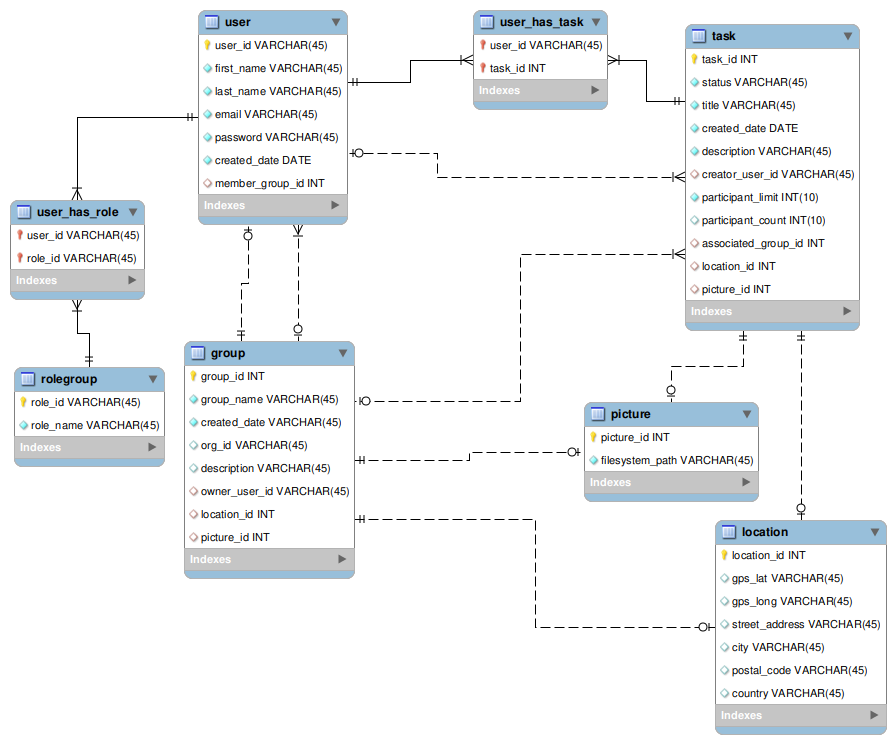 user
user_id VARCHAR(45)
first_name VARCHAR(45)
last_name VARCHAR(45)
email VARCHAR(45)
password VARCHAR(45)
created_date DATE
member_group_id INT
Indexes
user_has_task
user_id VARCHAR(45)
task_id INT
Indexes
task
task_id INT
status VARCHAR(45)
title VARCHAR(45)
created_date DATE
description VARCHAR(45)
creator_user_id VARCHAR(45)
participant_limit INT(10)
participant_count INT(10)
associated_group_id INT
location_id INT
picture_id INT
Indexes
user_has_role
user_id VARCHAR(45)
role_id VARCHAR(45)
Indexes
rolegroup
role_id VARCHAR(45)
role_name VARCHAR(45)
Indexes
group
group_id INT
group_name VARCHAR(45)
created_date VARCHAR(45)
org_id VARCHAR(45)
description VARCHAR(45)
owner_user_id VARCHAR(45)
location_id INT
picture_id INT
Indexes
picture
picture_id INT
filesystem_path VARCHAR(45)
Indexes
location
location_id INT
gps_lat VARCHAR(45)
gps_long VARCHAR(45)
street_address VARCHAR(45)
city VARCHAR(45)
postal_code VARCHAR(45)
country VARCHAR(45)
Indexes